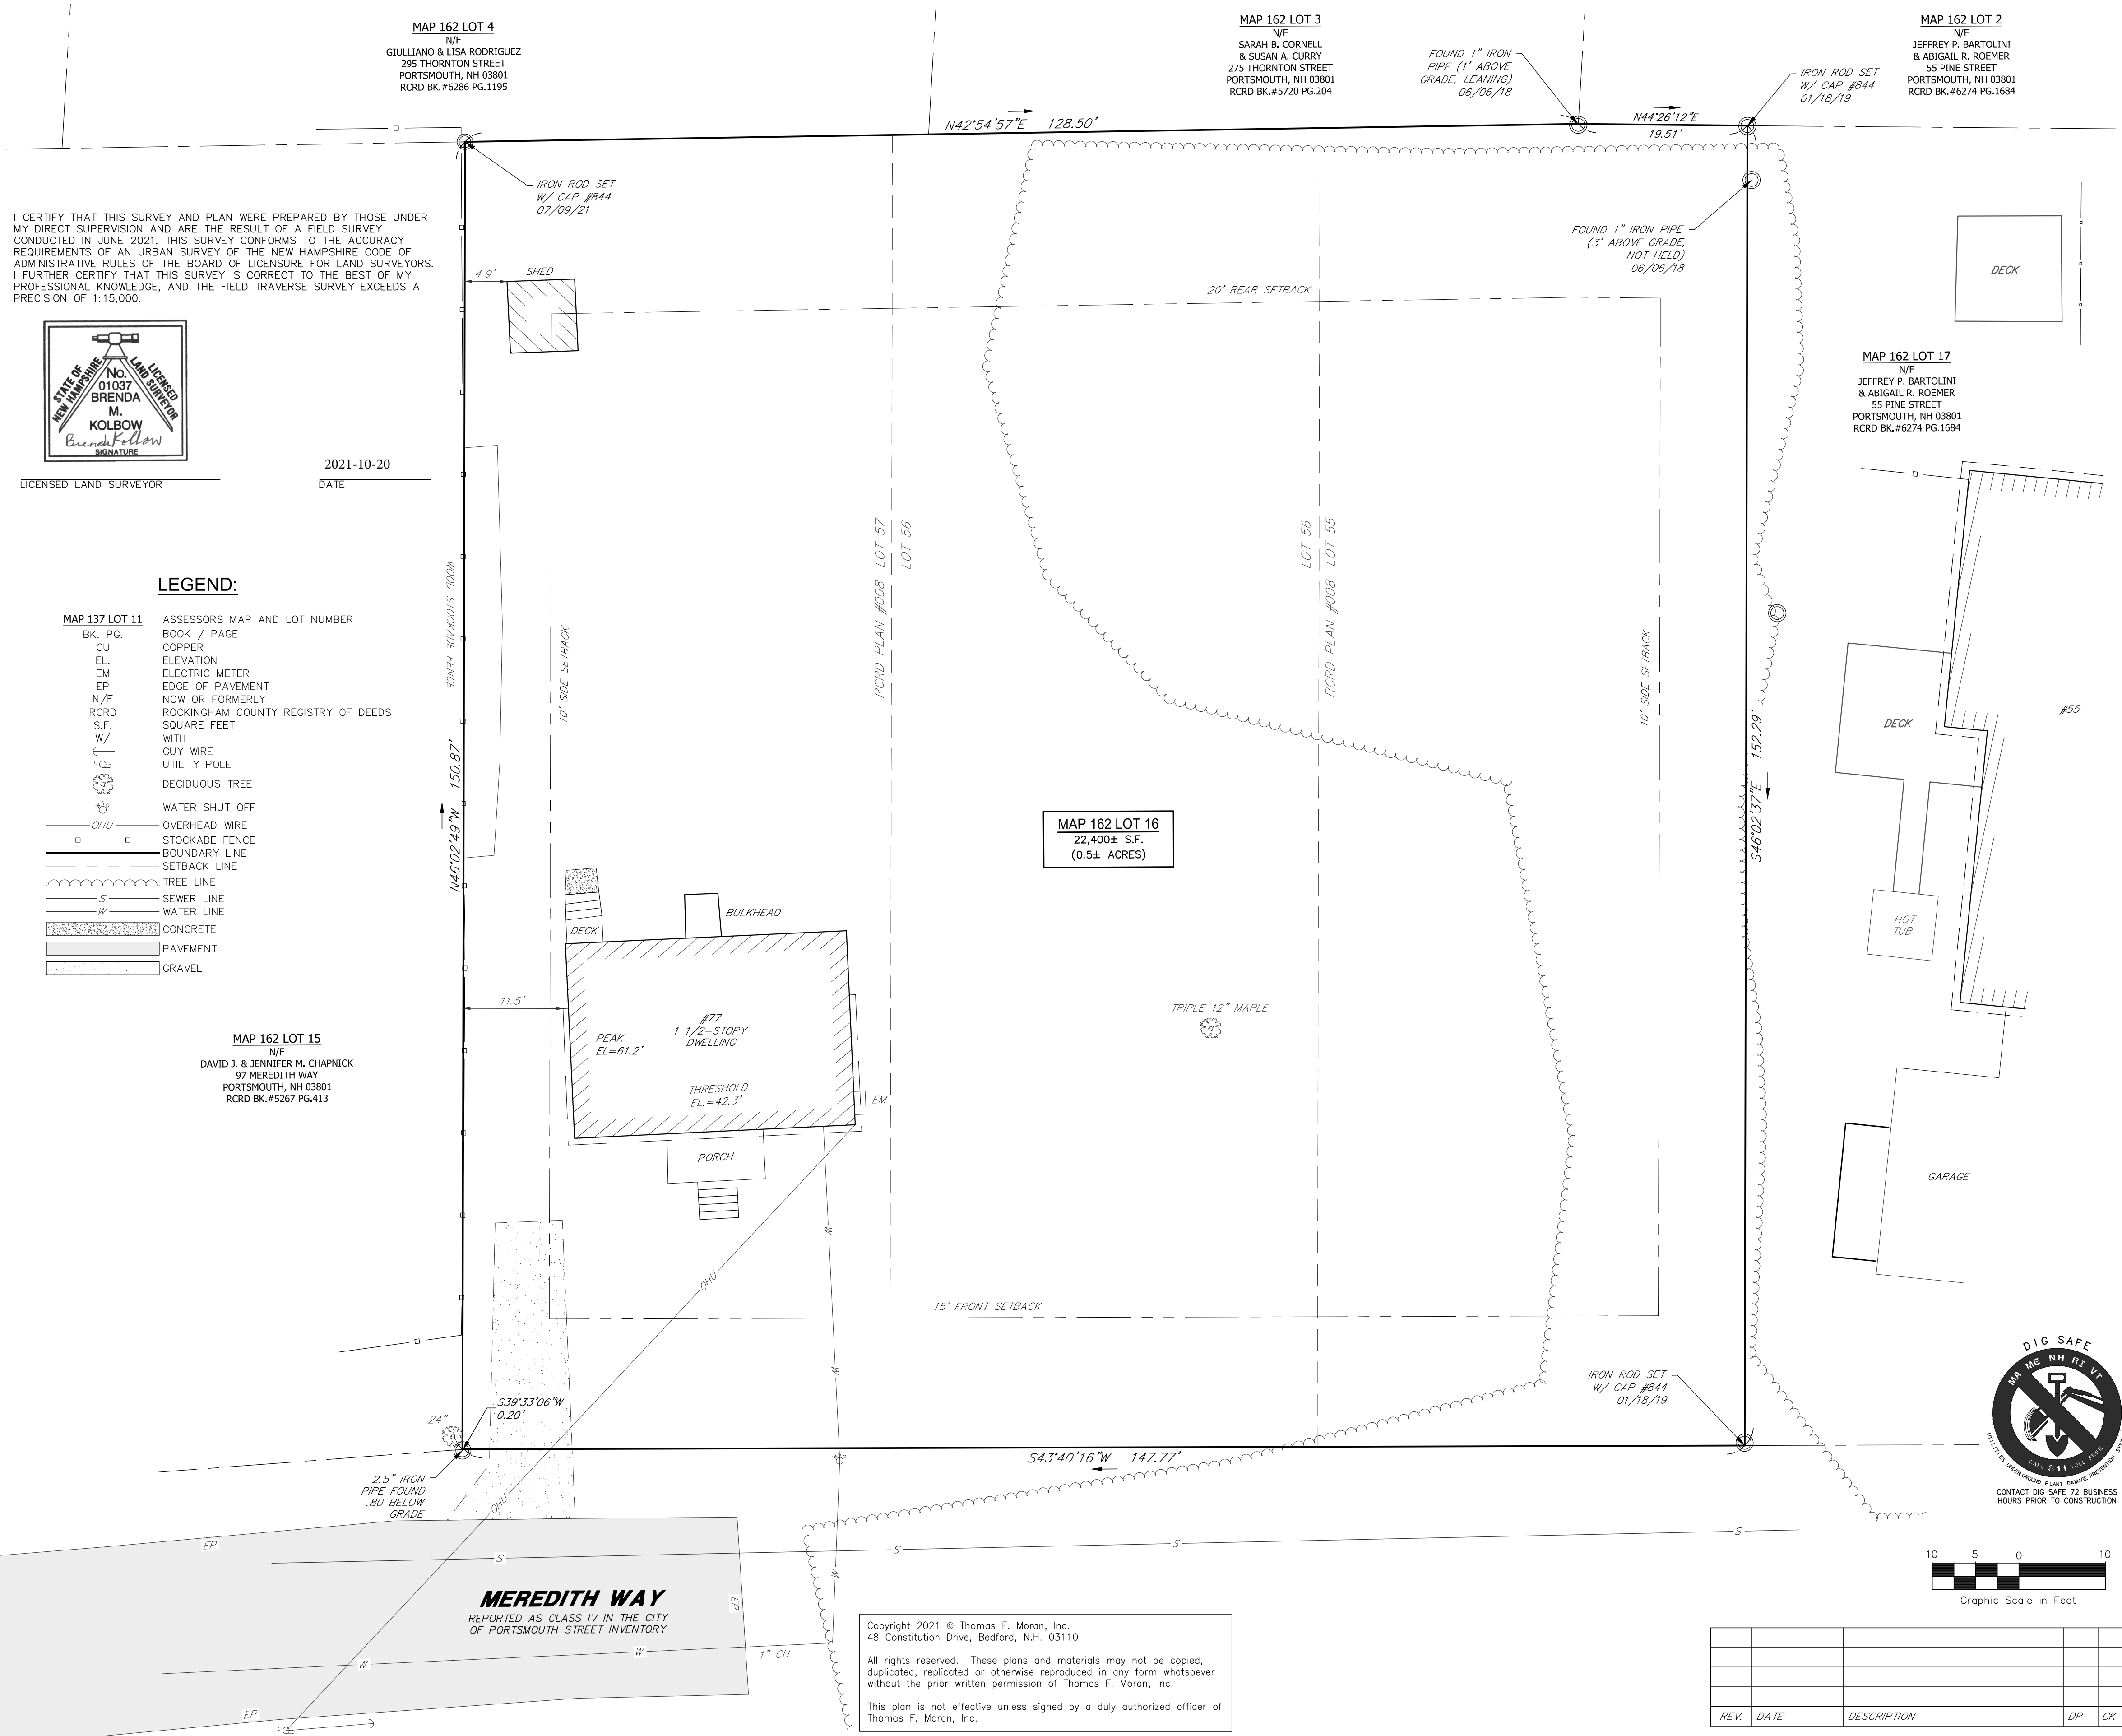 MAP 162 LOT 4
N/F
GIULLIANO & LISA RODRIGUEZ
295 THORNTON STREET
PORTSMOUTH, NH 03801
RCRD BK.#6286 PG.1195
MAP 162 LOT 3
N/F
SARAH B. CORNELL
& SUSAN A. CURRY
275 THORNTON STREET
PORTSMOUTH, NH 03801
RCRD BK.#5720 PG.204
FOUND 1" IRON
PIPE (1' ABOVE
GRADE, LEANING)
06/06/18
MAP 162 LOT 2
N/F
JEFFREY P. BARTOLINI
& ABIGAIL R. ROEMER
55 PINE STREET
PORTSMOUTH, NH 03801
RCRD BK.#6274 PG.1684
IRON ROD SET
W/ CAP #844
01/18/19
N42°54'57"E 128.50'
N44°26'12"E
19.51'
IRON ROD SET
W/ CAP #844
07/09/21
I CERTIFY THAT THIS SURVEY AND PLAN WERE PREPARED BY THOSE UNDER
MY DIRECT SUPERVISION AND ARE THE RESULT OF A FIELD SURVEY
CONDUCTED IN JUNE 2021. THIS SURVEY CONFORMS TO THE ACCURACY
REQUIREMENTS OF AN URBAN SURVEY OF THE NEW HAMPSHIRE CODE OF
ADMINISTRATIVE RULES OF THE BOARD OF LICENSURE FOR LAND SURVEYORS.
I FURTHER CERTIFY THAT THIS SURVEY IS CORRECT TO THE BEST OF MY
PROFESSIONAL KNOWLEDGE, AND THE FIELD TRAVERSE SURVEY EXCEEDS A
PRECISION OF 1:15,000.
FOUND 1" IRON PIPE
(3' ABOVE GRADE,
NOT HELD)
06/06/18
4.9'
SHED
20' REAR SETBACK
DECK
STATE OF NEW HAMPSHIRE
LICENSED LAND SURVEYOR
No.
01037
BRENDA
M.
KOLBOW
Brenda Kolbow
SIGNATURE
2021-10-20
LICENSED LAND SURVEYOR
DATE
MAP 162 LOT 17
N/F
JEFFREY P. BARTOLINI
& ABIGAIL R. ROEMER
55 PINE STREET
PORTSMOUTH, NH 03801
RCRD BK.#6274 PG.1684
WOOD STOCKADE FENCE
10' SIDE SETBACK
RCRD PLAN #008 LOT 57
LOT 56
LOT 56
RCRD PLAN #008 LOT 55
10' SIDE SETBACK
N46°02'49"W 150.87'
S46°02'37"E 152.29'
LEGEND:
MAP 137 LOT 11 ASSESSORS MAP AND LOT NUMBER
BK. PG. BOOK / PAGE
CU COPPER
EL. ELEVATION
EM ELECTRIC METER
EP EDGE OF PAVEMENT
N/F NOW OR FORMERLY
RCRD ROCKINGHAM COUNTY REGISTRY OF DEEDS
S.F. SQUARE FEET
W/ WITH
GUY WIRE
UTILITY POLE
DECIDUOUS TREE
WATER SHUT OFF
OHU OVERHEAD WIRE
STOCKADE FENCE
BOUNDARY LINE
SETBACK LINE
TREE LINE
S SEWER LINE
W WATER LINE
CONCRETE
PAVEMENT
GRAVEL
#55
DECK
HOT
TUB
GARAGE
MAP 162 LOT 16
22,400± S.F.
(0.5± ACRES)
BULKHEAD
DECK
11.5'
#77
1 1/2-STORY
DWELLING
PEAK
EL=61.2'
THRESHOLD
EL.=42.3'
EM
PORCH
TRIPLE 12" MAPLE
MAP 162 LOT 15
N/F
DAVID J. & JENNIFER M. CHAPNICK
97 MEREDITH WAY
PORTSMOUTH, NH 03801
RCRD BK.#5267 PG.413
W
OHU
15' FRONT SETBACK
W
IRON ROD SET
W/ CAP #844
01/18/19
S39°33'06"W
0.20'
24"
S43°40'16"W 147.77'
2.5" IRON
PIPE FOUND
.80 BELOW
GRADE
OHU
DIG SAFE
MA ME NH RI VT
CALL 811 TOLL FREE
UTILITIES UNDERGROUND PLANT DAMAGE PREVENTION
CONTACT DIG SAFE 72 BUSINESS
HOURS PRIOR TO CONSTRUCTION
EP
S
S
S
S
MEREDITH WAY
REPORTED AS CLASS IV IN THE CITY
OF PORTSMOUTH STREET INVENTORY
EP
W
W
W
1" CU
EP
10 5 0 10
Graphic Scale in Feet
Copyright 2021 © Thomas F. Moran, Inc.
48 Constitution Drive, Bedford, N.H. 03110
All rights reserved. These plans and materials may not be copied,
duplicated, replicated or otherwise reproduced in any form whatsoever
without the prior written permission of Thomas F. Moran, Inc.
This plan is not effective unless signed by a duly authorized officer of
Thomas F. Moran, Inc.
REV. DATE DESCRIPTION DR CK